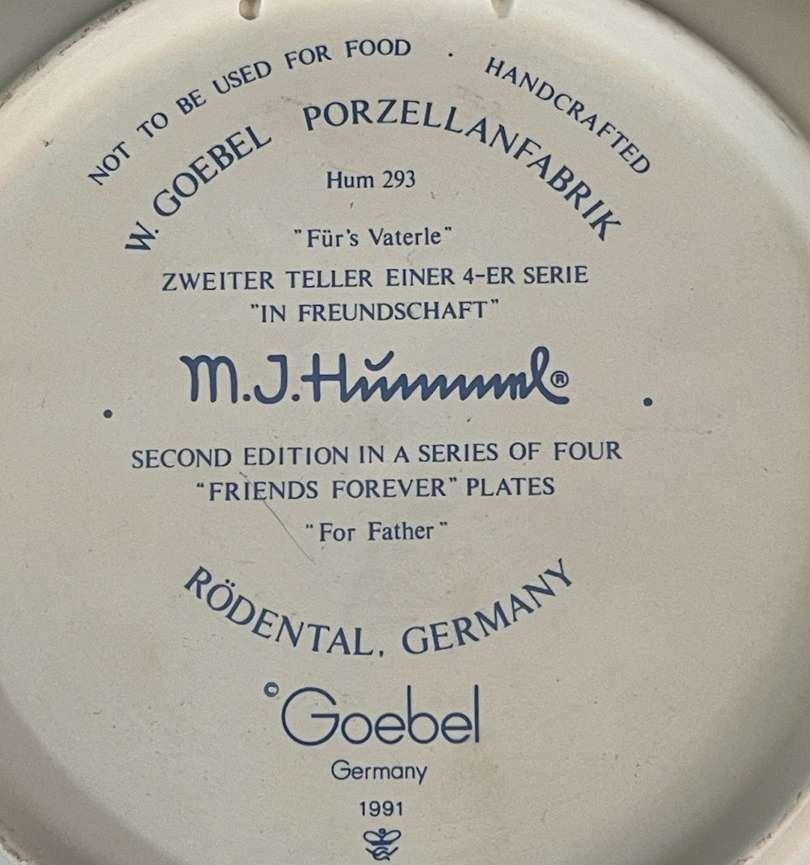 NOT TO BE USED FOR FOOD · HANDCRAFTED
W. GOEBEL PORZELLANFABRIK
Hum 293
"Für's Vaterle"
ZWEITER TELLER EINER 4-ER SERIE
"IN FREUNDSCHAFT"
M.J.Hummel®
SECOND EDITION IN A SERIES OF FOUR
"FRIENDS FOREVER" PLATES
"For Father"
RÖDENTAL, GERMANY
©Goebel
Germany
1991